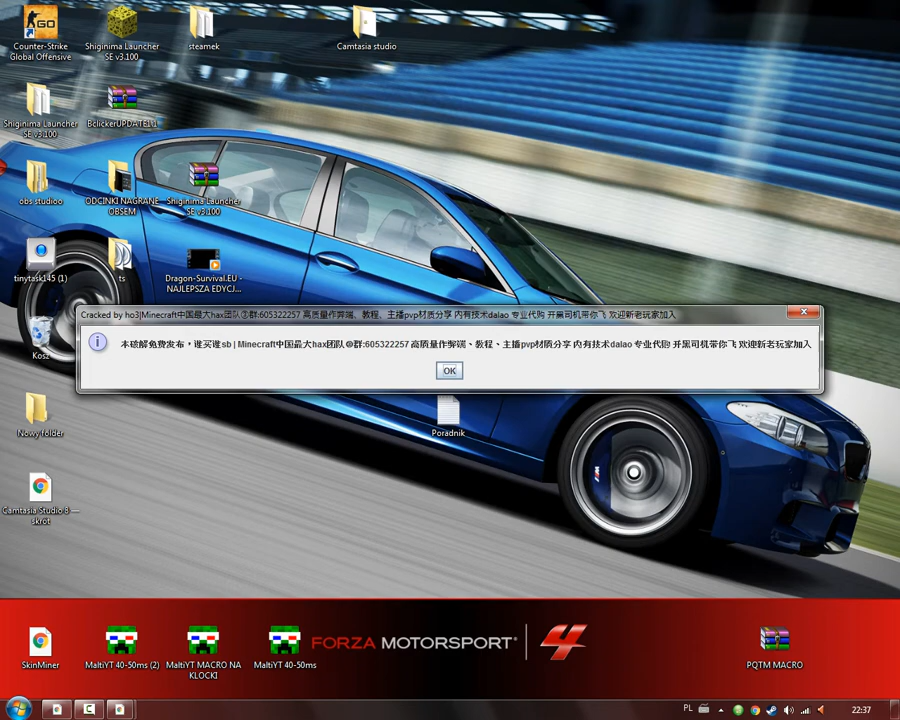 Counter-Strike
Global Offensive
Shiginima Launcher
SE v3.100
steamek
Camtasia studio
Shiginima Launcher
SE v3.100
BclickerUPDATE1.1
obs studioo
ODCINKI NAGRANE
OBSEM
Shiginima Launcher
SE v3.100
tinytask145 (1)
ts
Dragon-Survival.EU -
NAJLEPSZA EDYCJ...
Cracked by ho3|Minecraft中国最大hax团队③群:605322257 高质量作弊端、教程、主播pvp材质分享 内有技术dalao 专业代购 开黑司机带你飞 欢迎新老玩家加入
本破解免费发布，谁买谁sb | Minecraft中国最大hax团队③群:605322257 高质量作弊端、教程、主播pvp材质分享 内有技术dalao 专业代购 开黑司机带你飞 欢迎新老玩家加入
OK
Kosz
Nowy folder
Poradnik
Camtasia Studio 8 —
skrót
FORZA MOTORSPORT 4
SkinMiner
MaltiYT 40-50ms (2)
MaltiYT MACRO NA
KLOCKI
MaltiYT 40-50ms
PQTM MACRO
PL
22:37